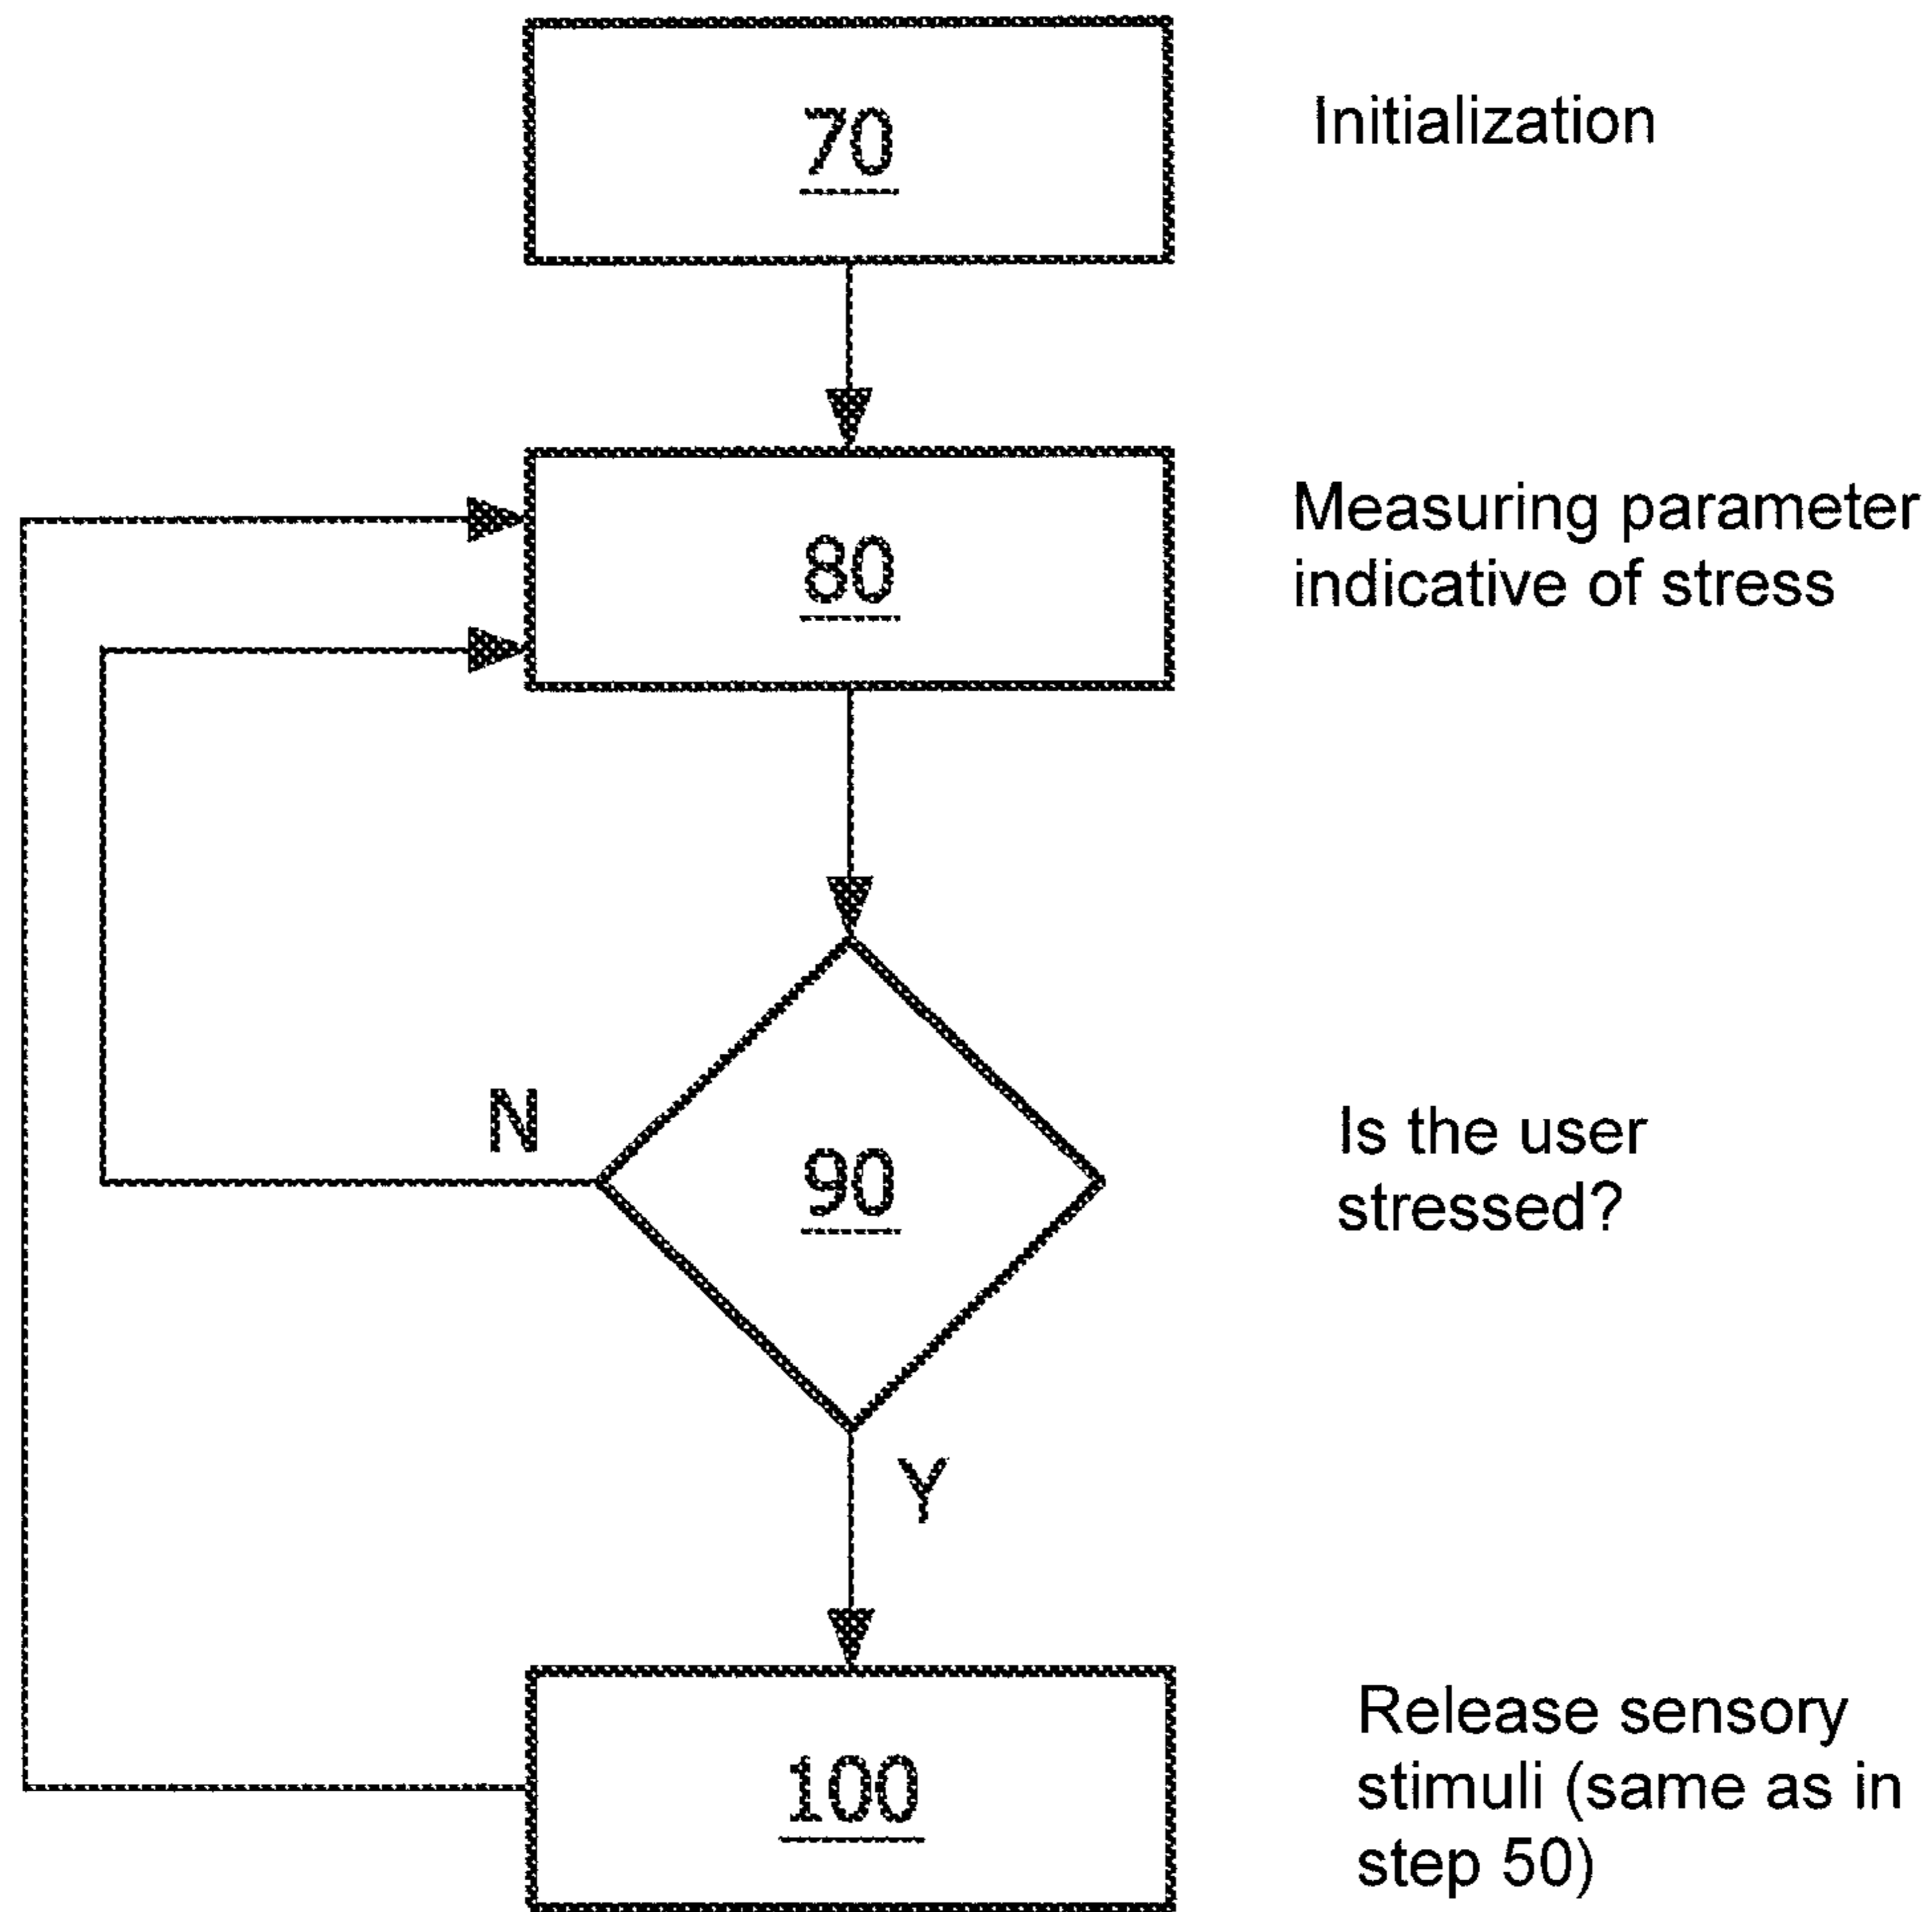 70
Initialization
80
Measuring parameter
indicative of stress
N
90
Is the user
stressed?
Y
100
Release sensory
stimuli (same as in
step 50)